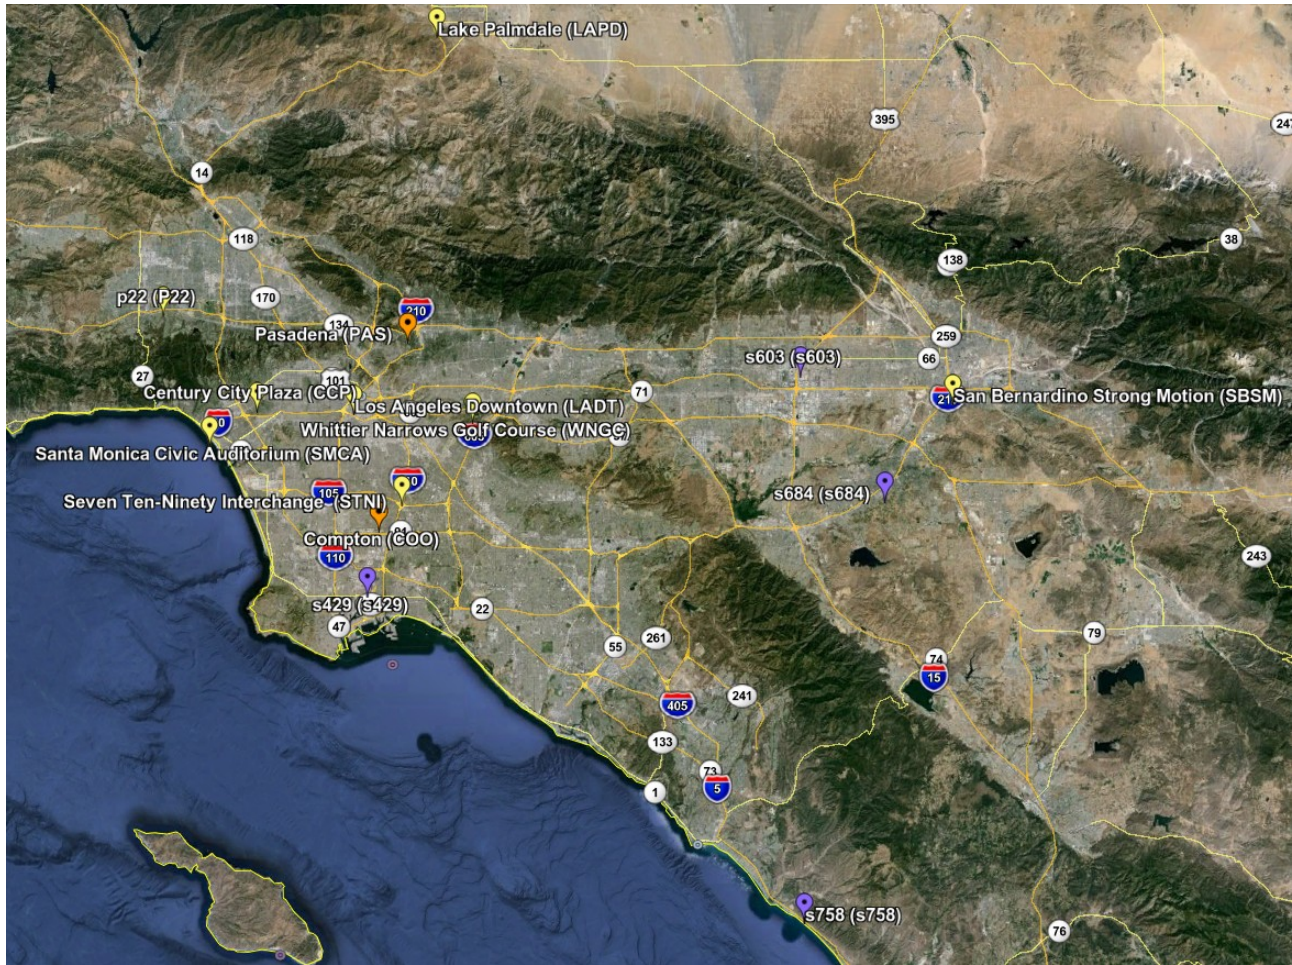 Lake Palmdale (LAPD)
395
247
14
118
38
138
p22 (P22)
170
210
134
Pasadena (PAS)
259
s603 (s603)
66
27
101
Century City Plaza (CCP)
71
San Bernardino Strong Motion (SBSM)
Los Angeles Downtown (LADT)
Whittier Narrows Golf Course (WNGC)
Santa Monica Civic Auditorium (SMCA)
105
s684 (s684)
Seven Ten-Ninety Interchange (STNI)
Compton (COO)
110
243
s429 (s429)
22
47
79
261
55
74
15
241
405
133
73
5
1
s758 (s758)
76